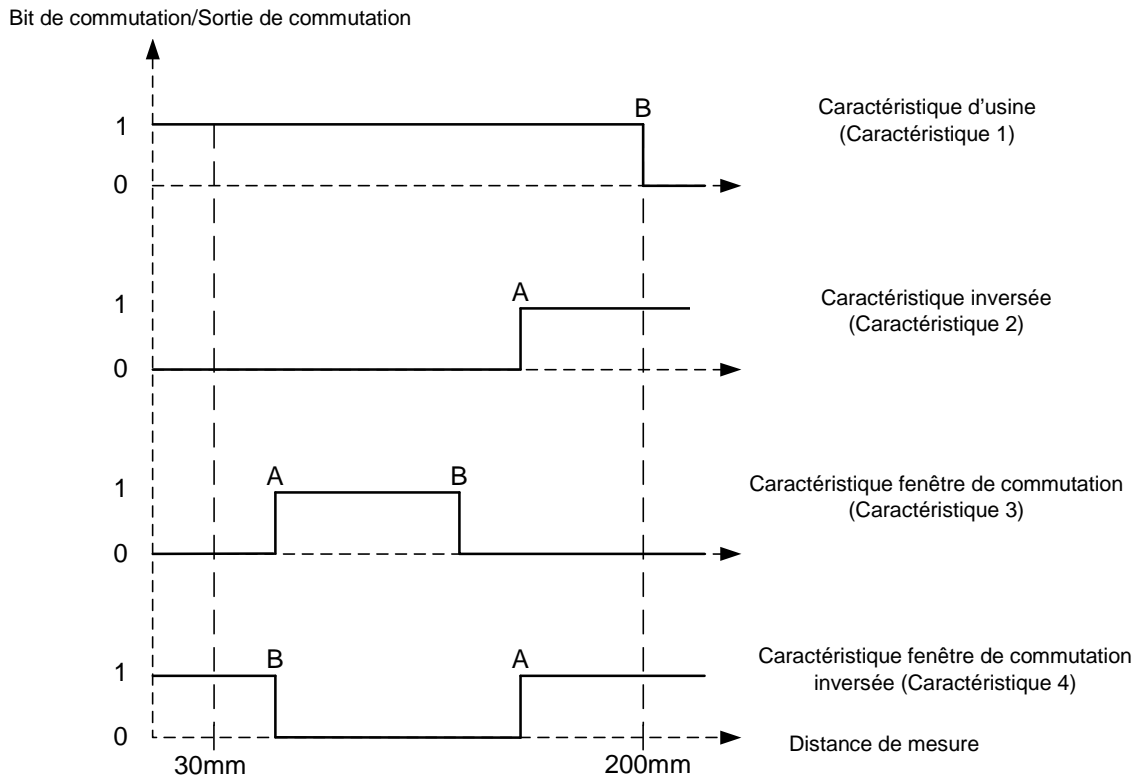 Bit de commutation/Sortie de commutation
B
1
0
Caractéristique d'usine
(Caractéristique 1)
A
1
0
Caractéristique inversée
(Caractéristique 2)
A B
1
0
Caractéristique fenêtre de commutation
(Caractéristique 3)
B A
1
0
Caractéristique fenêtre de commutation
inversée (Caractéristique 4)
Distance de mesure
30mm 200mm